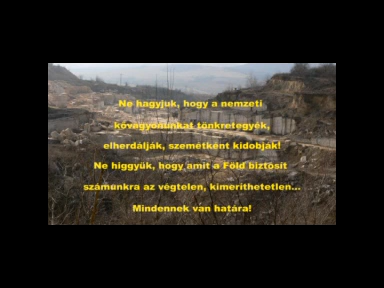 Ne hagyjuk, hogy a nemzeti
kővagyonunkat tönkretegyék,
elherdálják, szemétként kidobják!
Ne higgyük, hogy amit a Föld biztosít
számunkra az végtelen, kimeríthetetlen...
Mindennek van határa!